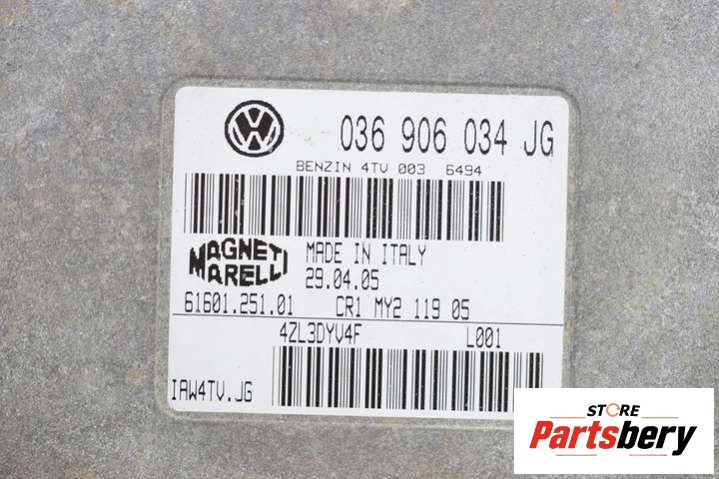 036 906 034 JG
BENZIN 4TV 003 6494
MAGNETI
MARELLI
MADE IN ITALY
29.04.05
61601.251.01 CR1 MY2 119 05
4ZL3DYV4F L001
IAW4TV.JG
STORE
Partsbery